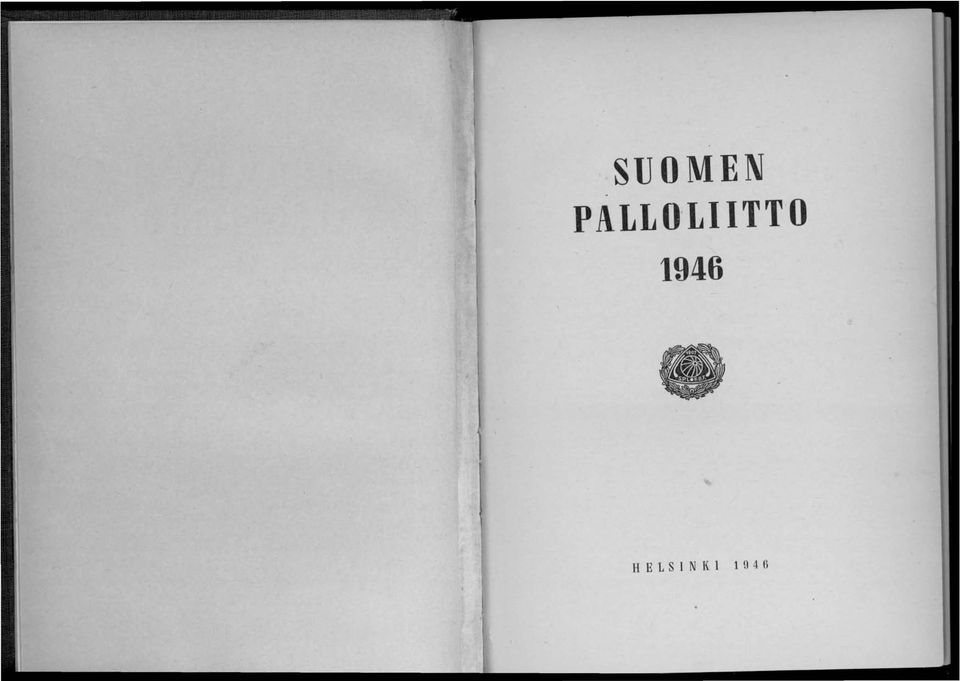 SUOMEN
PALLOLIITTO
1946
HELSINKI 1946